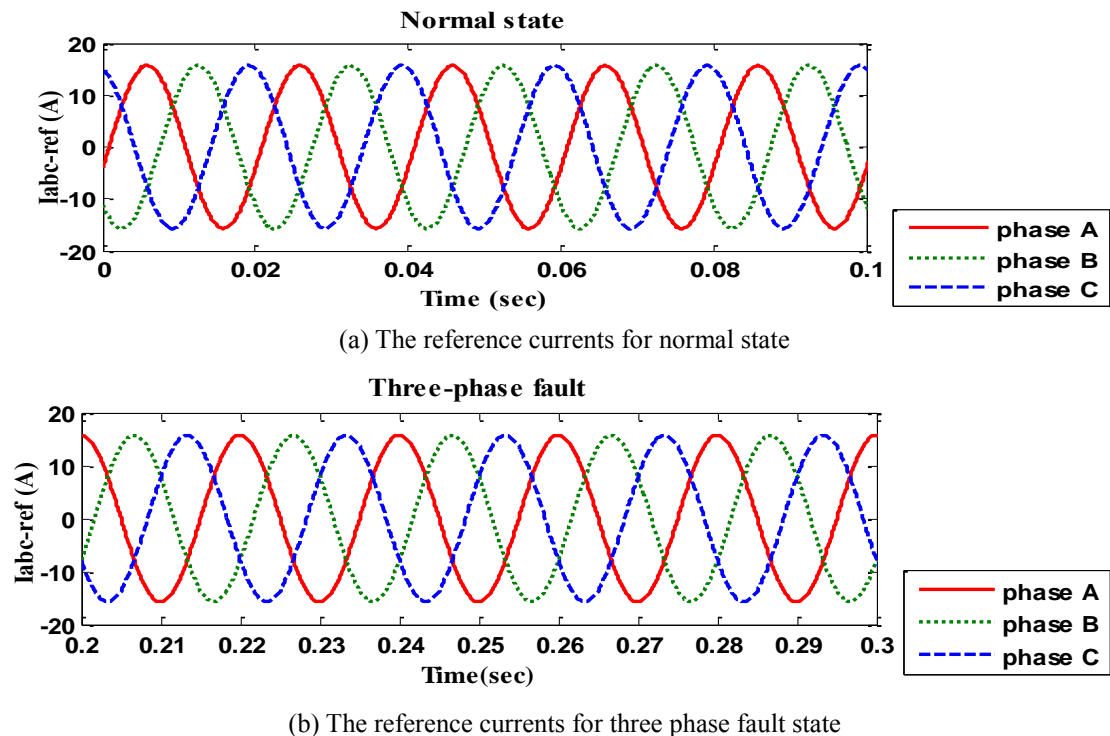 Normal state
Iabc-ref (A)
20
10
0
-10
-20
0
0.02
0.04
0.06
0.08
0.1
Time (sec)
phase A
phase B
phase C
(a) The reference currents for normal state
Three-phase fault
Iabc-ref (A)
20
10
0
-10
-20
0.2
0.21
0.22
0.23
0.24
0.25
0.26
0.27
0.28
0.29
0.3
Time(sec)
phase A
phase B
phase C
(b) The reference currents for three phase fault state